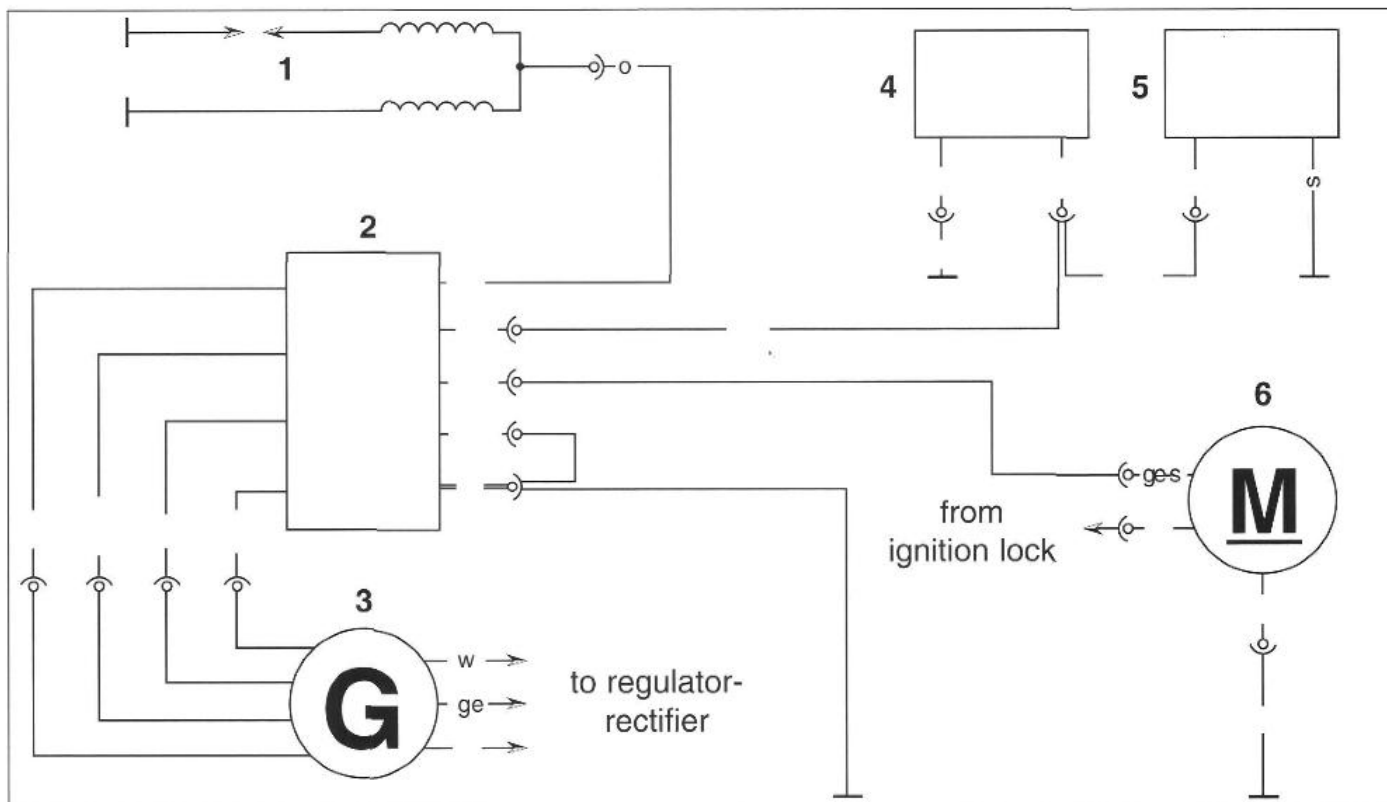 1
o
4
5
s
2
6
ge-s
M
from
ignition lock
3
G
w
ge
to regulator-
rectifier